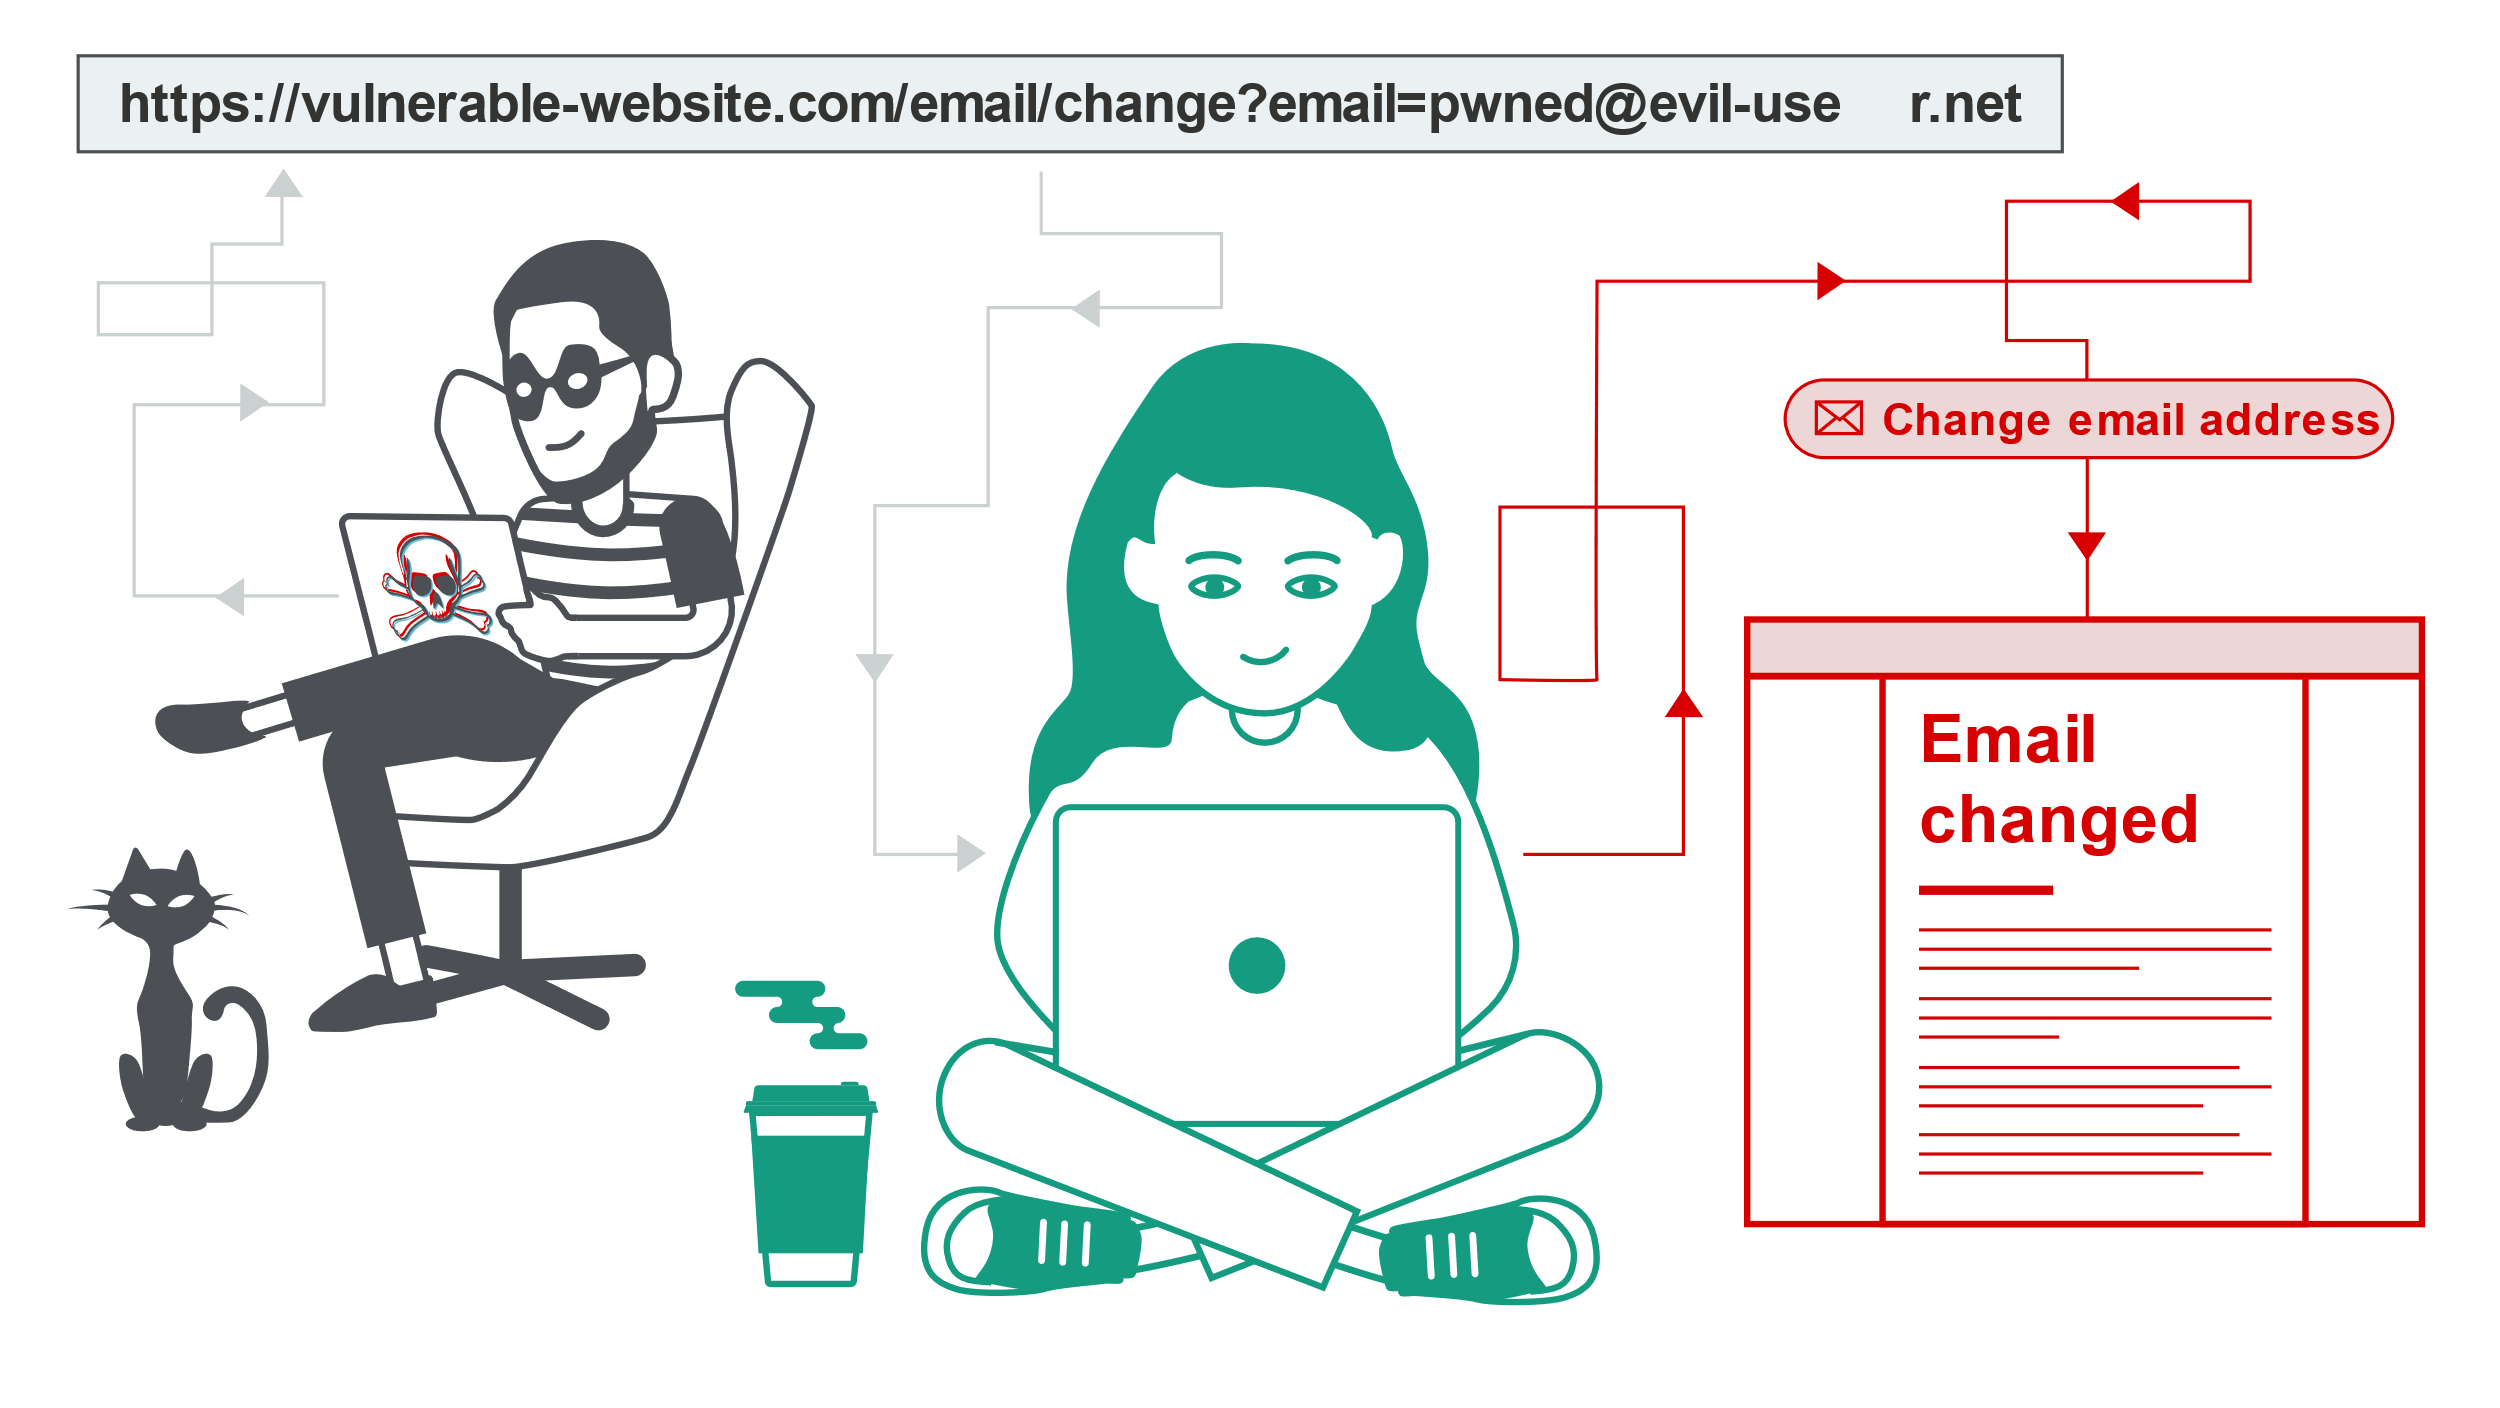 https://vulnerable-website.com/email/change?email=pwned@evil-use r.net
Change email address
Email
changed